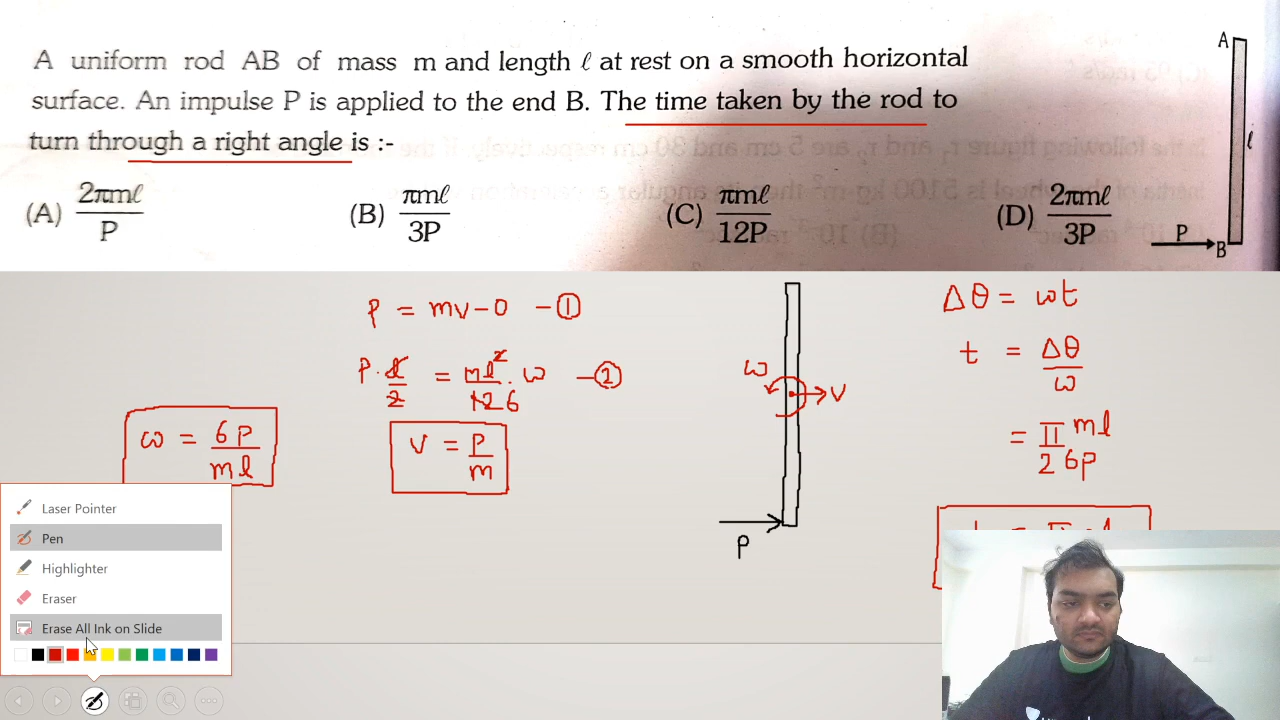 A uniform rod AB of mass m and length ℓ at rest on a smooth horizontal
surface. An impulse P is applied to the end B. The time taken by the rod to
turn through a right angle is :-
(A) 2πmℓ/P (B) πmℓ/3P (C) πmℓ/12P (D) 2πmℓ/3P
A
ℓ
P
B
P = mv - 0 - ①
P. ℓ/2 = mℓ²/12 6 . ω - ②
ω = 6P/mℓ
v = P/m
ω
v
P
Δθ = ωt
t = Δθ/ω
= π/2 mℓ/6P
Laser Pointer
Pen
Highlighter
Eraser
Erase All Ink on Slide